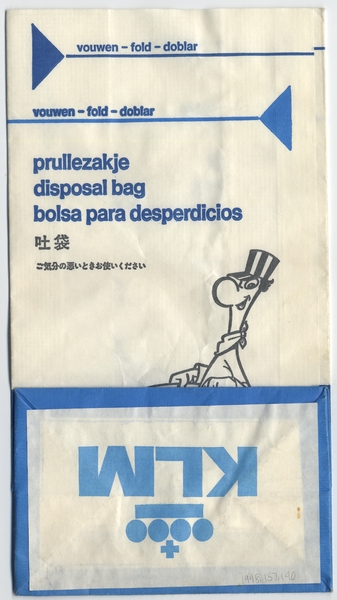 vouwen – fold – doblar
vouwen – fold – doblar
prullezakje
disposal bag
bolsa para desperdicios
吐袋
ご気分の悪いときお使いください
KLM